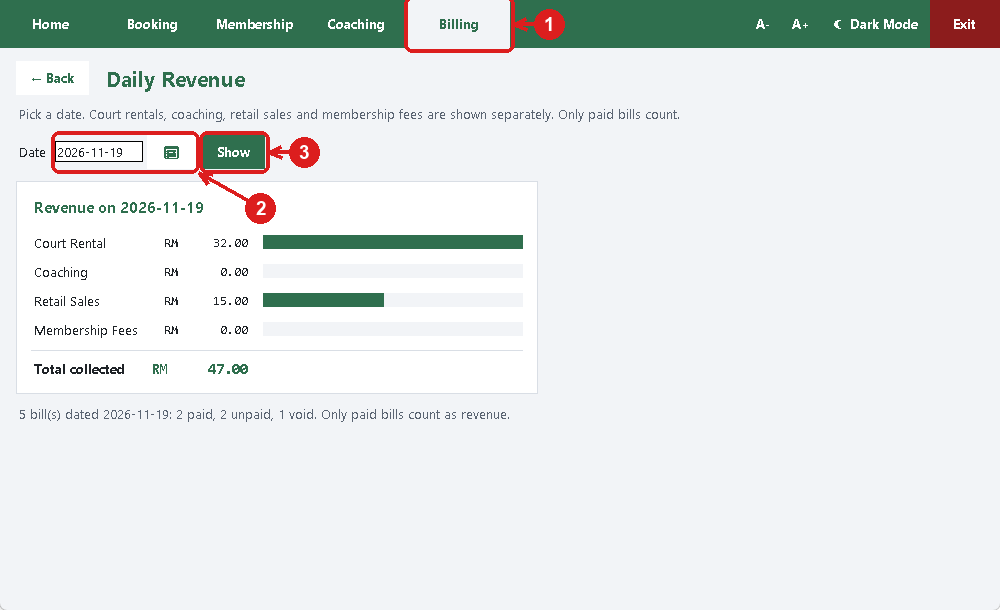 Home Booking Membership Coaching Billing 1 A- A+ ☾ Dark Mode Exit
← Back Daily Revenue
Pick a date. Court rentals, coaching, retail sales and membership fees are shown separately. Only paid bills count.
Date 2026-11-19 Show 3
2
Revenue on 2026-11-19
Court Rental RM 32.00
Coaching RM 0.00
Retail Sales RM 15.00
Membership Fees RM 0.00
Total collected RM 47.00
5 bill(s) dated 2026-11-19: 2 paid, 2 unpaid, 1 void. Only paid bills count as revenue.